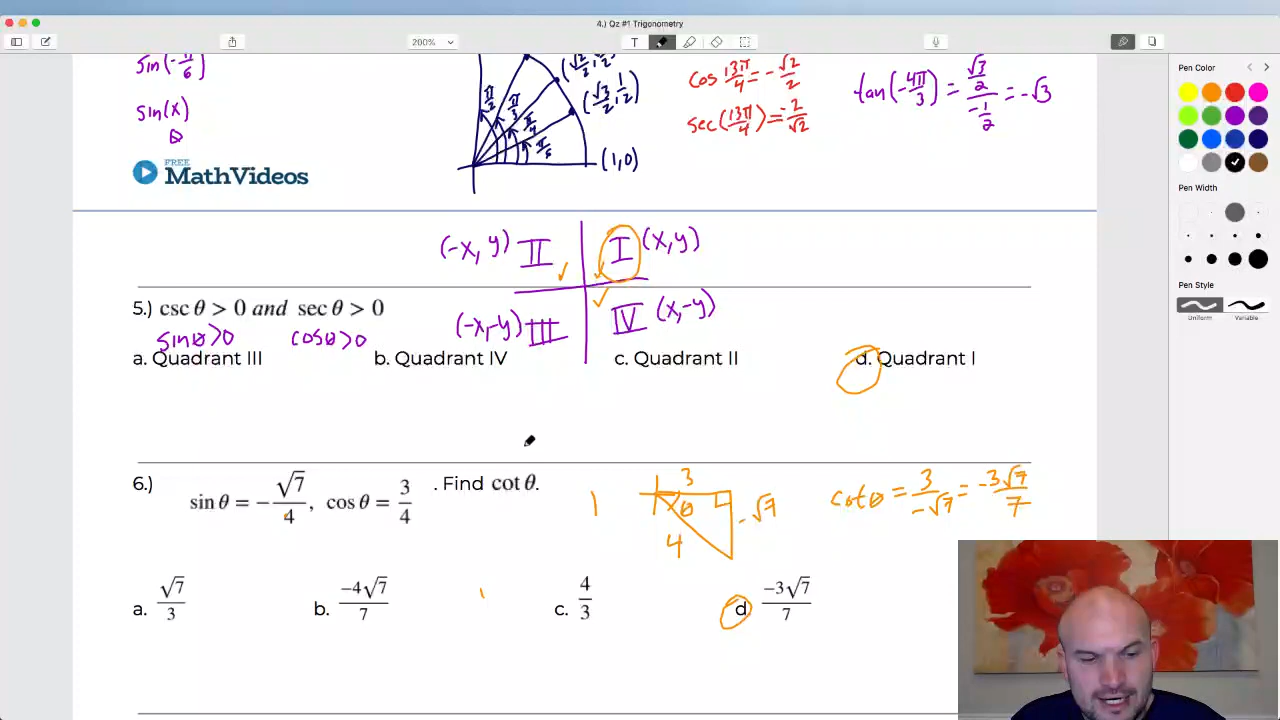 4.) Qz #1 Trigonometry
200%
T
Pen Color
Pen Width
Pen Style
Uniform
Variable
sin(-π/6)
sin(x)
θ
FREE
MathVideos
π/2
π/3
π/4
π/6
(√3/2, 1/2)
(1,0)
cos 13π/4 = -√2/2
sec(13π/4) = -2/√2
tan(-4π/3) = (√3/2)/(-1/2) = -√3
(-x, y) II
I (x,y)
(-x,-y) III
IV (x,-y)
5.) csc θ > 0 and sec θ > 0
sinθ>0 cosθ>0
a. Quadrant III b. Quadrant IV c. Quadrant II d. Quadrant I
6.) sin θ = -√7/4, cos θ = 3/4 . Find cot θ.
3
θ
4
-√7
cotθ = 3/-√7 = -3√7/7
a. √7/3 b. -4√7/7 c. 4/3 d -3√7/7